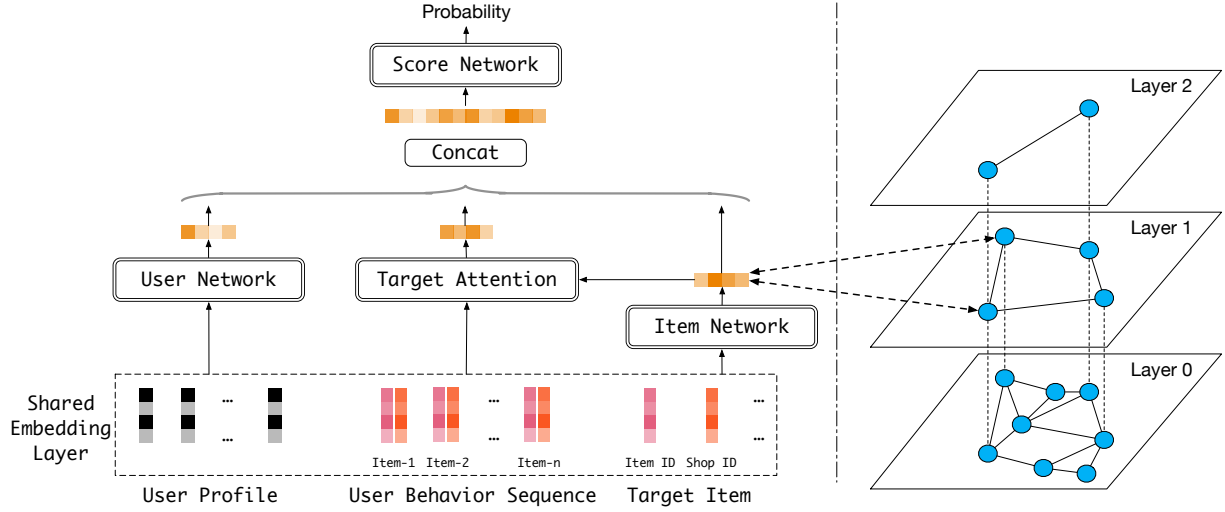 Probability
Score Network
Concat
User Network
Target Attention
Item Network
Shared
Embedding
Layer
...
...
...
...
...
...
Item-1
Item-2
Item-n
Item ID
Shop ID
User Profile
User Behavior Sequence
Target Item
Layer 2
Layer 1
Layer 0